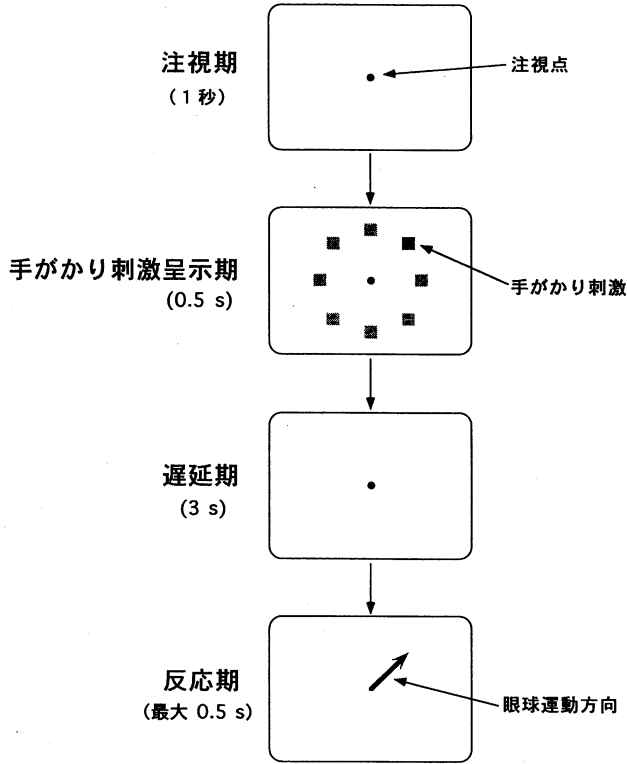 注視期
(1 秒)
注視点
手がかり刺激呈示期
(0.5 s)
手がかり刺激
遅延期
(3 s)
反応期
(最大 0.5 s)
眼球運動方向